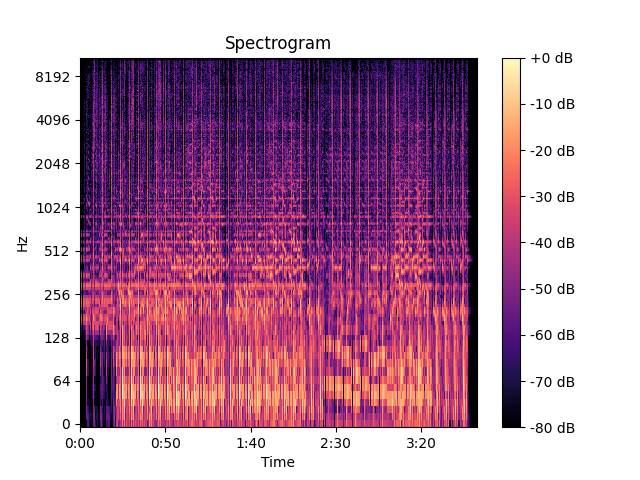 Spectrogram
Hz
8192
4096
2048
1024
512
256
128
64
0
0:00
0:50
1:40
2:30
3:20
Time
+0 dB
-10 dB
-20 dB
-30 dB
-40 dB
-50 dB
-60 dB
-70 dB
-80 dB